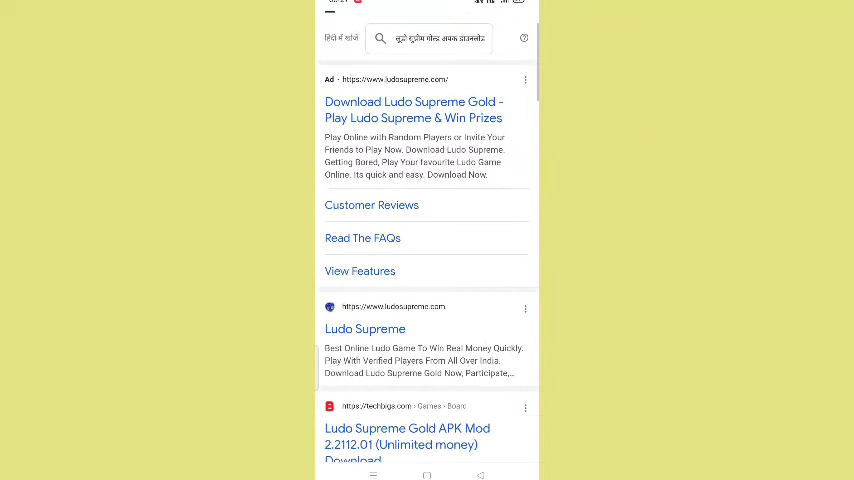 हिंदी में खोजें
लूडो सुप्रीम गोल्ड अपक डाउनलोड
Ad · https://www.ludosupreme.com/
Download Ludo Supreme Gold -
Play Ludo Supreme & Win Prizes
Play Online with Random Players or Invite Your
Friends to Play Now. Download Ludo Supreme.
Getting Bored, Play Your favourite Ludo Game
Online. Its quick and easy. Download Now.
Customer Reviews
Read The FAQs
View Features
https://www.ludosupreme.com
Ludo Supreme
Best Online Ludo Game To Win Real Money Quickly.
Play With Verified Players From All Over India.
Download Ludo Supreme Gold Now, Participate,...
https://techbigs.com › Games › Board
Ludo Supreme Gold APK Mod
2.2112.01 (Unlimited money)
Download